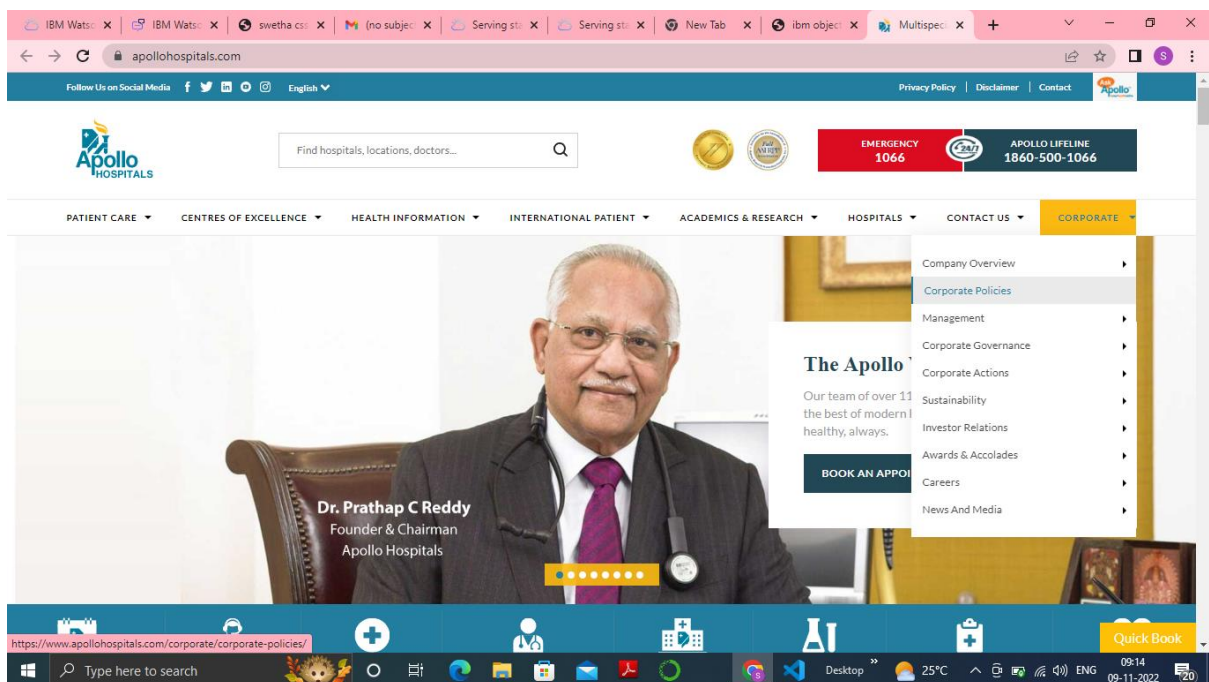 IBM Watso
IBM Watso
swetha css
(no subjec
Serving sta
Serving sta
New Tab
ibm object
Multispeci
apollohospitals.com
S
Follow Us on Social Media
English
Privacy Policy | Disclaimer | Contact
Ask Apollo
Apollo
HOSPITALS
Find hospitals, locations, doctors...
EMERGENCY
1066
24/7
APOLLO LIFELINE
1860-500-1066
PATIENT CARE
CENTRES OF EXCELLENCE
HEALTH INFORMATION
INTERNATIONAL PATIENT
ACADEMICS & RESEARCH
HOSPITALS
CONTACT US
CORPORATE
Company Overview
Corporate Policies
Management
Corporate Governance
Corporate Actions
Sustainability
Investor Relations
Awards & Accolades
Careers
News And Media
The Apollo
Our team of over 11
the best of modern
healthy, always.
BOOK AN APPOI
Dr. Prathap C Reddy
Founder & Chairman
Apollo Hospitals
https://www.apollohospitals.com/corporate/corporate-policies/
Quick Book
Type here to search
Desktop
25°C
ENG
09:14
09-11-2022
20